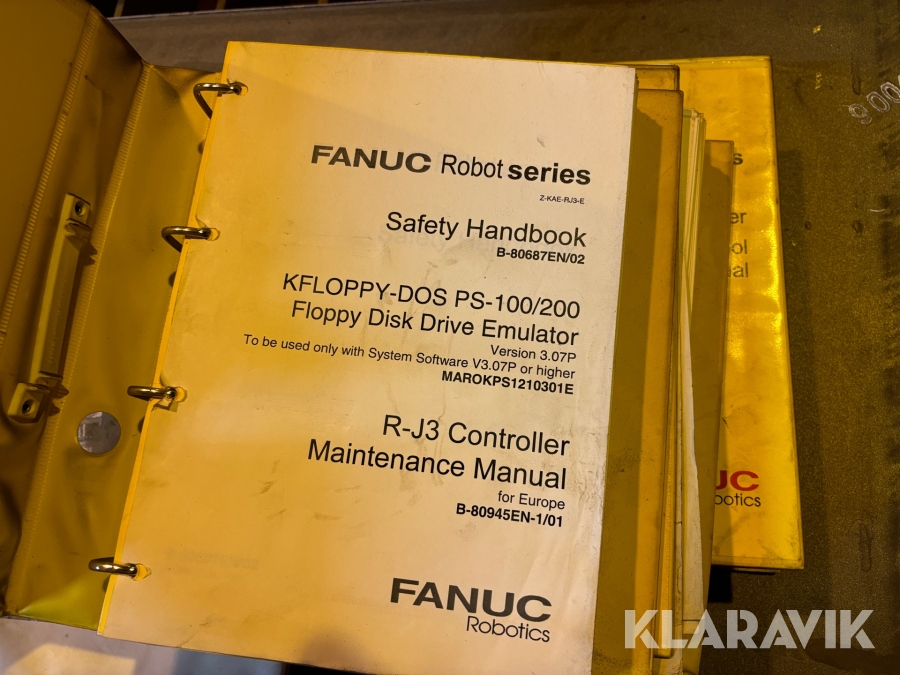 FANUC Robot series
Z-KAE-RJ3-E
Safety Handbook
B-80687EN/02
KFLOPPY-DOS PS-100/200
Floppy Disk Drive Emulator
Version 3.07P
To be used only with System Software V3.07P or higher
MAROKPS1210301E
R-J3 Controller
Maintenance Manual
for Europe
B-80945EN-1/01
FANUC
Robotics
KLARAVIK